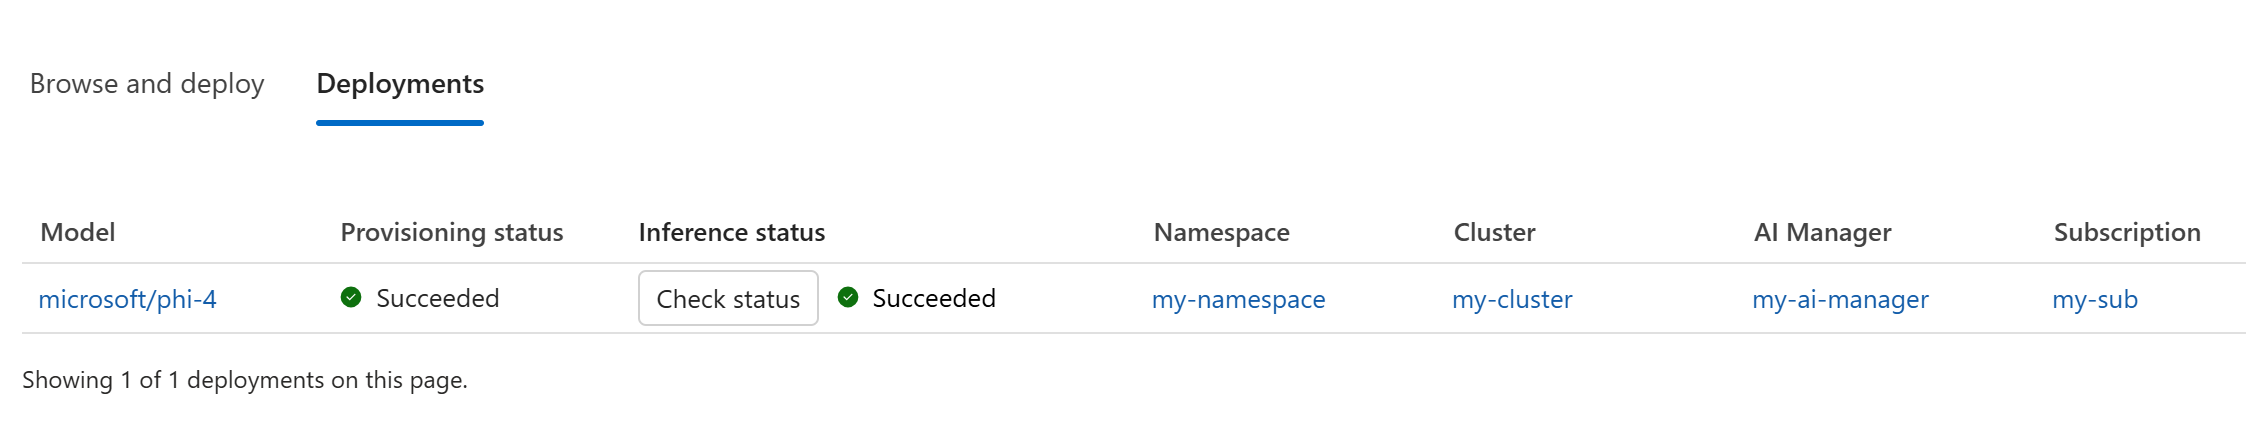 Browse and deploy Deployments
Model Provisioning status Inference status Namespace Cluster AI Manager Subscription
microsoft/phi-4 Succeeded Check status Succeeded my-namespace my-cluster my-ai-manager my-sub
Showing 1 of 1 deployments on this page.